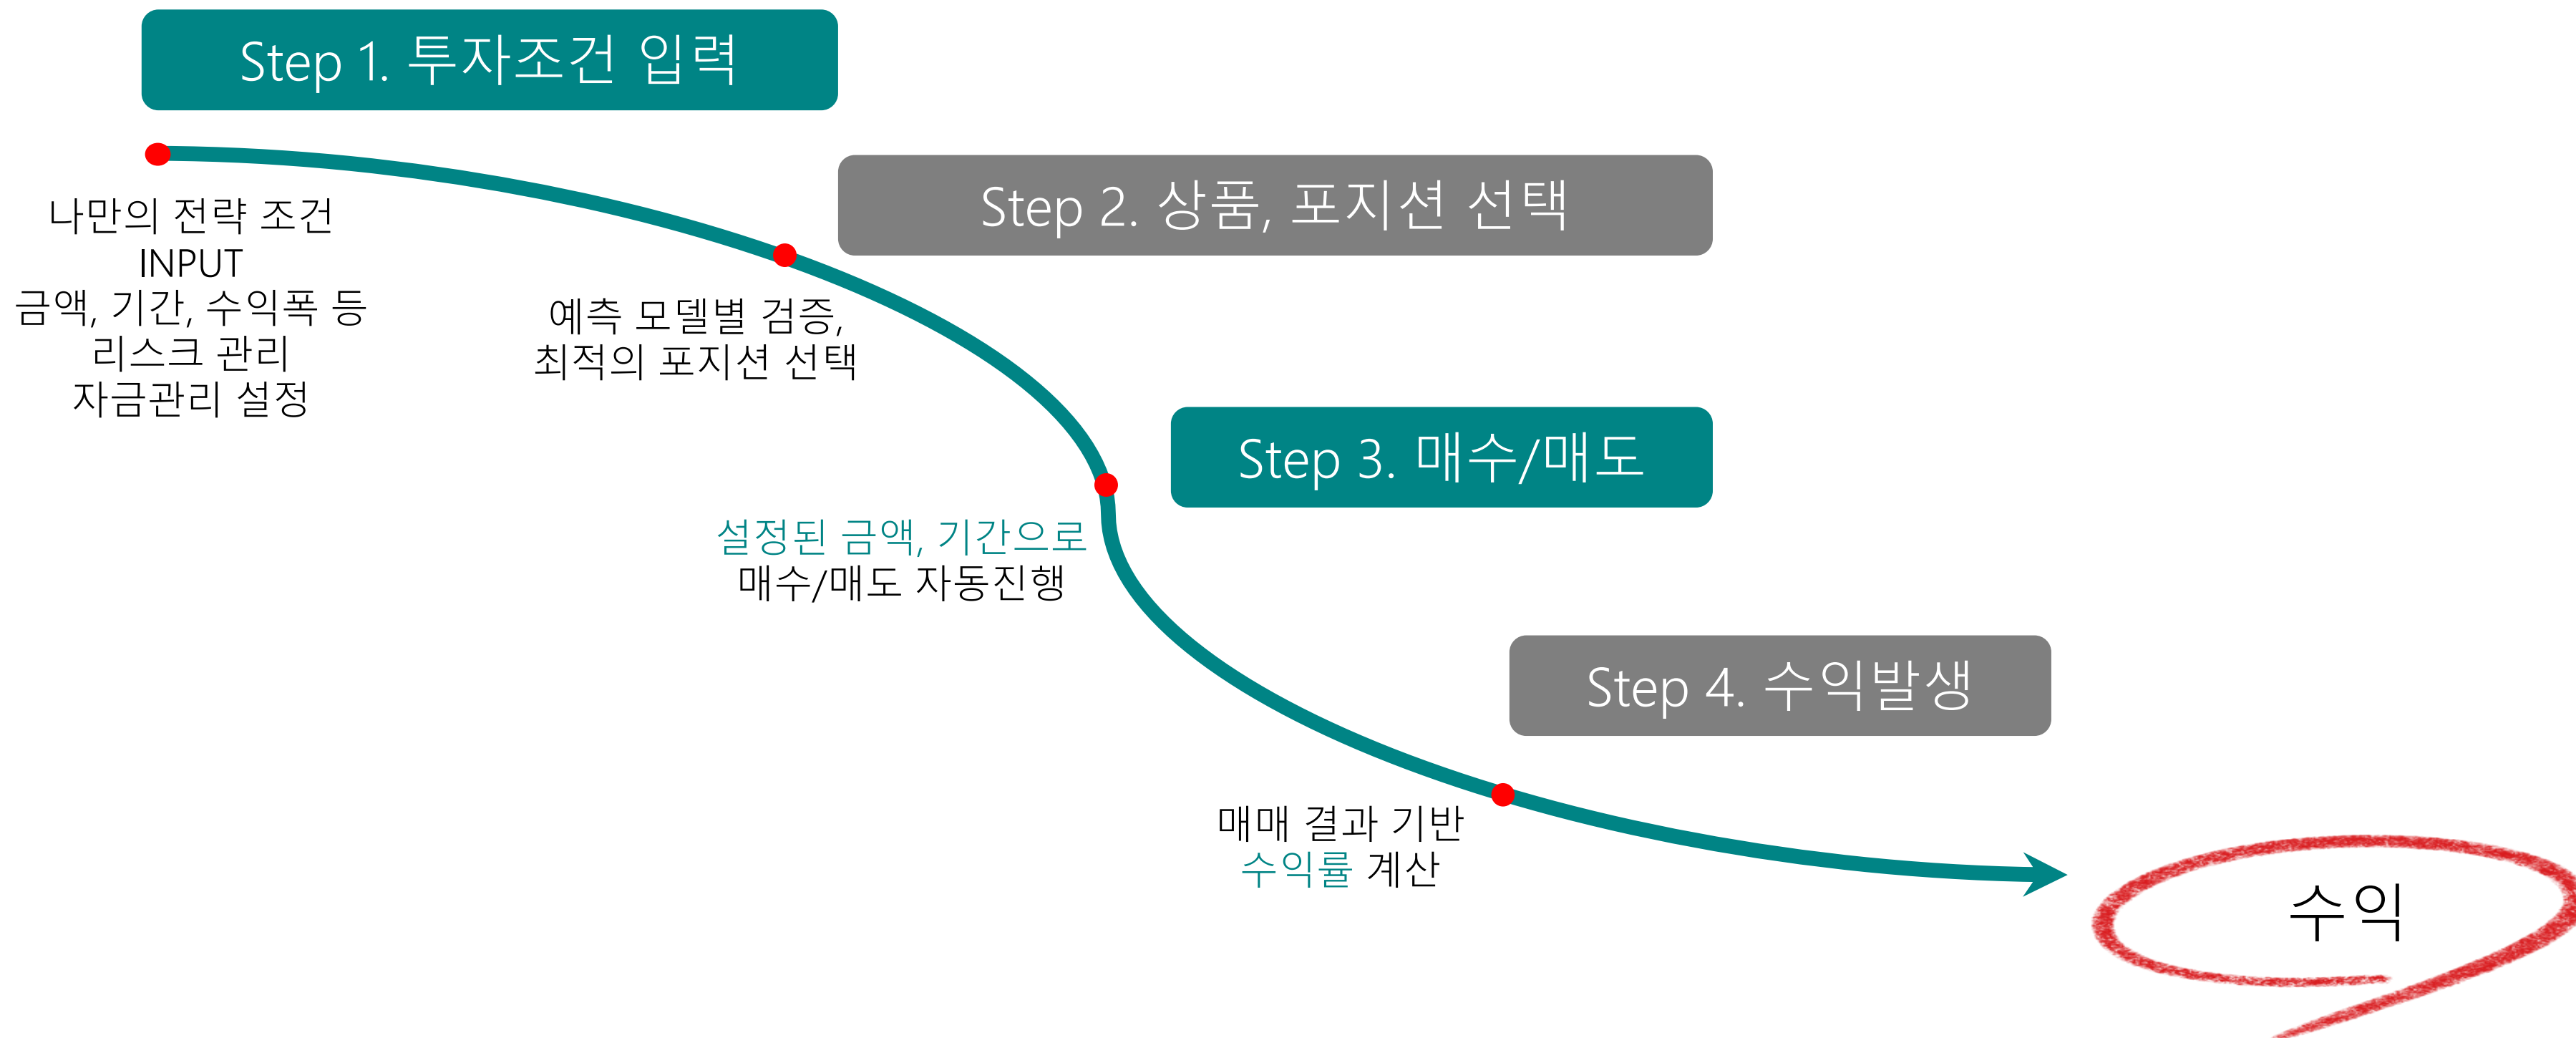 Step 1. 투자조건 입력
나만의 전략 조건
INPUT
금액, 기간, 수익폭 등
리스크 관리
자금관리 설정
Step 2. 상품, 포지션 선택
예측 모델별 검증,
최적의 포지션 선택
Step 3. 매수/매도
설정된 금액, 기간으로
매수/매도 자동진행
Step 4. 수익발생
매매 결과 기반
수익률 계산
수익